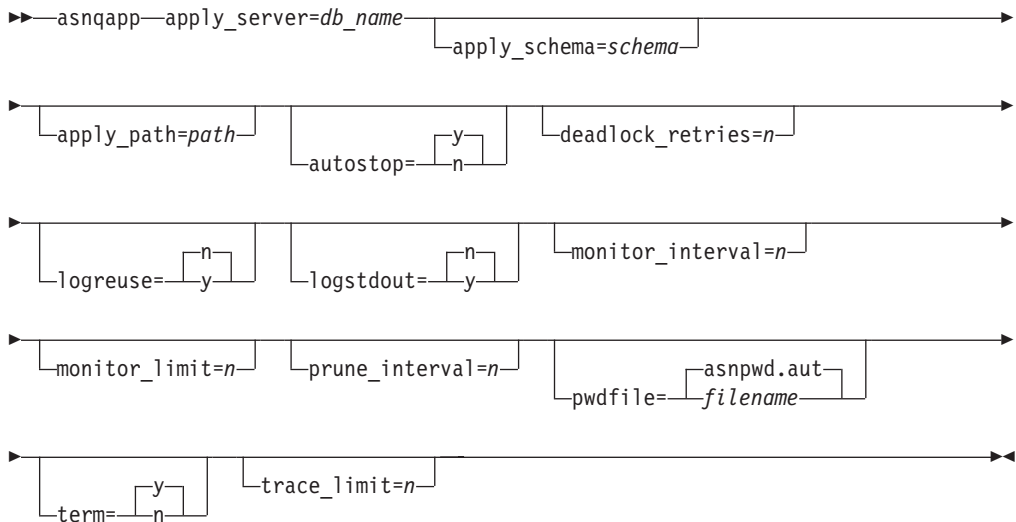 asnqapp apply_server=db_name
apply_schema=schema
apply_path=path
autostop= y
n
deadlock_retries=n
logreuse= n
y
logstdout= n
y
monitor_interval=n
monitor_limit=n
prune_interval=n
pwdfile= asnpwd.aut
filename
term= y
n
trace_limit=n